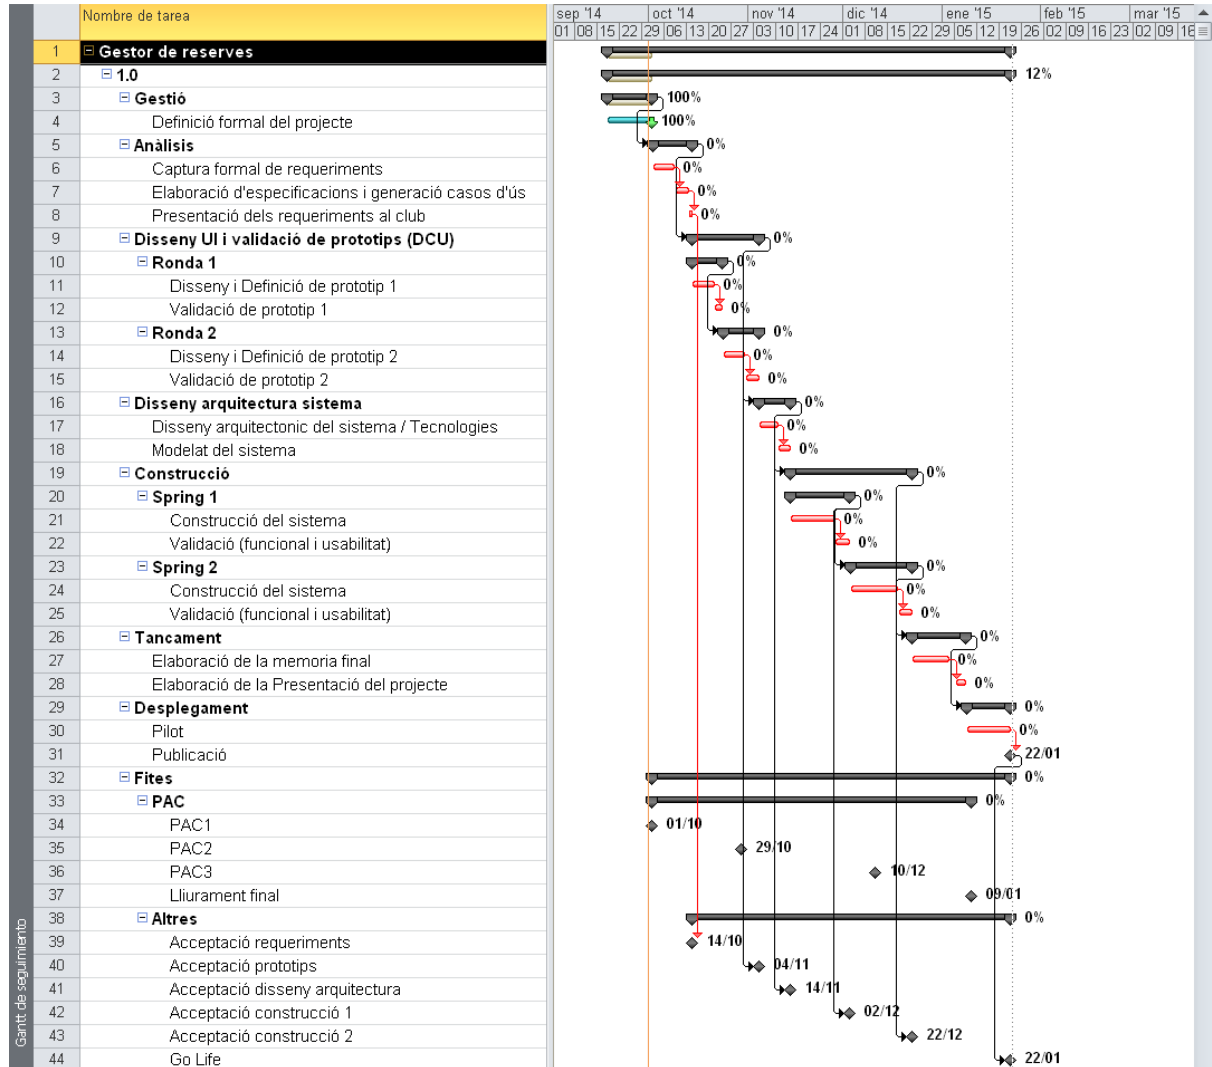 Nombre de tarea
sep '14 oct '14 nov '14 dic '14 ene '15 feb '15 mar '15
01 08 15 22 29 06 13 20 27 03 10 17 24 01 08 15 22 29 05 12 19 26 02 09 16 23 02 09 16
1 Gestor de reserves
2 1.0 12%
3 Gestió 100%
4 Definició formal del projecte 100%
5 Anàlisis 0%
6 Captura formal de requeriments 0%
7 Elaboració d'especificacions i generació casos d'ús 0%
8 Presentació dels requeriments al club 0%
9 Disseny UI i validació de prototips (DCU) 0%
10 Ronda 1 0%
11 Disseny i Definició de prototip 1 0%
12 Validació de prototip 1 0%
13 Ronda 2 0%
14 Disseny i Definició de prototip 2 0%
15 Validació de prototip 2 0%
16 Disseny arquitectura sistema 0%
17 Disseny arquitectonic del sistema / Tecnologies 0%
18 Modelat del sistema 0%
19 Construcció 0%
20 Spring 1 0%
21 Construcció del sistema 0%
22 Validació (funcional i usabilitat) 0%
23 Spring 2 0%
24 Construcció del sistema 0%
25 Validació (funcional i usabilitat) 0%
26 Tancament 0%
27 Elaboració de la memoria final 0%
28 Elaboració de la Presentació del projecte 0%
29 Desplegament 0%
30 Pilot 0%
31 Publicació 22/01
32 Fites 0%
33 PAC 0%
34 PAC1 01/10
35 PAC2 29/10
36 PAC3 10/12
37 Lliurament final 09/01
38 Altres 0%
39 Acceptació requeriments 14/10
40 Acceptació prototips 04/11
41 Acceptació disseny arquitectura 14/11
42 Acceptació construcció 1 02/12
43 Acceptació construcció 2 22/12
44 Go Life 22/01
Gantt de seguimiento